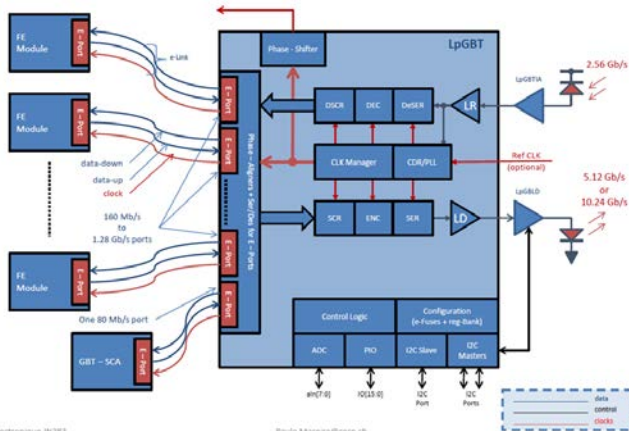 FE
Module
E – Port
e-Link
E – Port
Phase - Shifter
LpGBT
LpGBTIA
2.56 Gb/s
FE
Module
E – Port
data-down
data-up
clock
E – Port
Phase – Aligners + Ser/Des for E – Ports
DSCR
DEC
DeSER
LR
CLK Manager
CDR/PLL
Ref CLK
(optional)
160 Mb/s
to
1.28 Gb/s ports
SCR
ENC
SER
LD
LpGBLD
5.12 Gb/s
or
10.24 Gb/s
FE
Module
E – Port
E – Port
One 80 Mb/s port
E – Port
GBT – SCA
E – Port
Control Logic
Configuration
(e-Fuses + reg-Bank)
ADC
PIO
I2C Slave
I2C
Masters
aIn[7:0]
IO[15:0]
I2C
Port
I2C
Ports
data
control
clocks